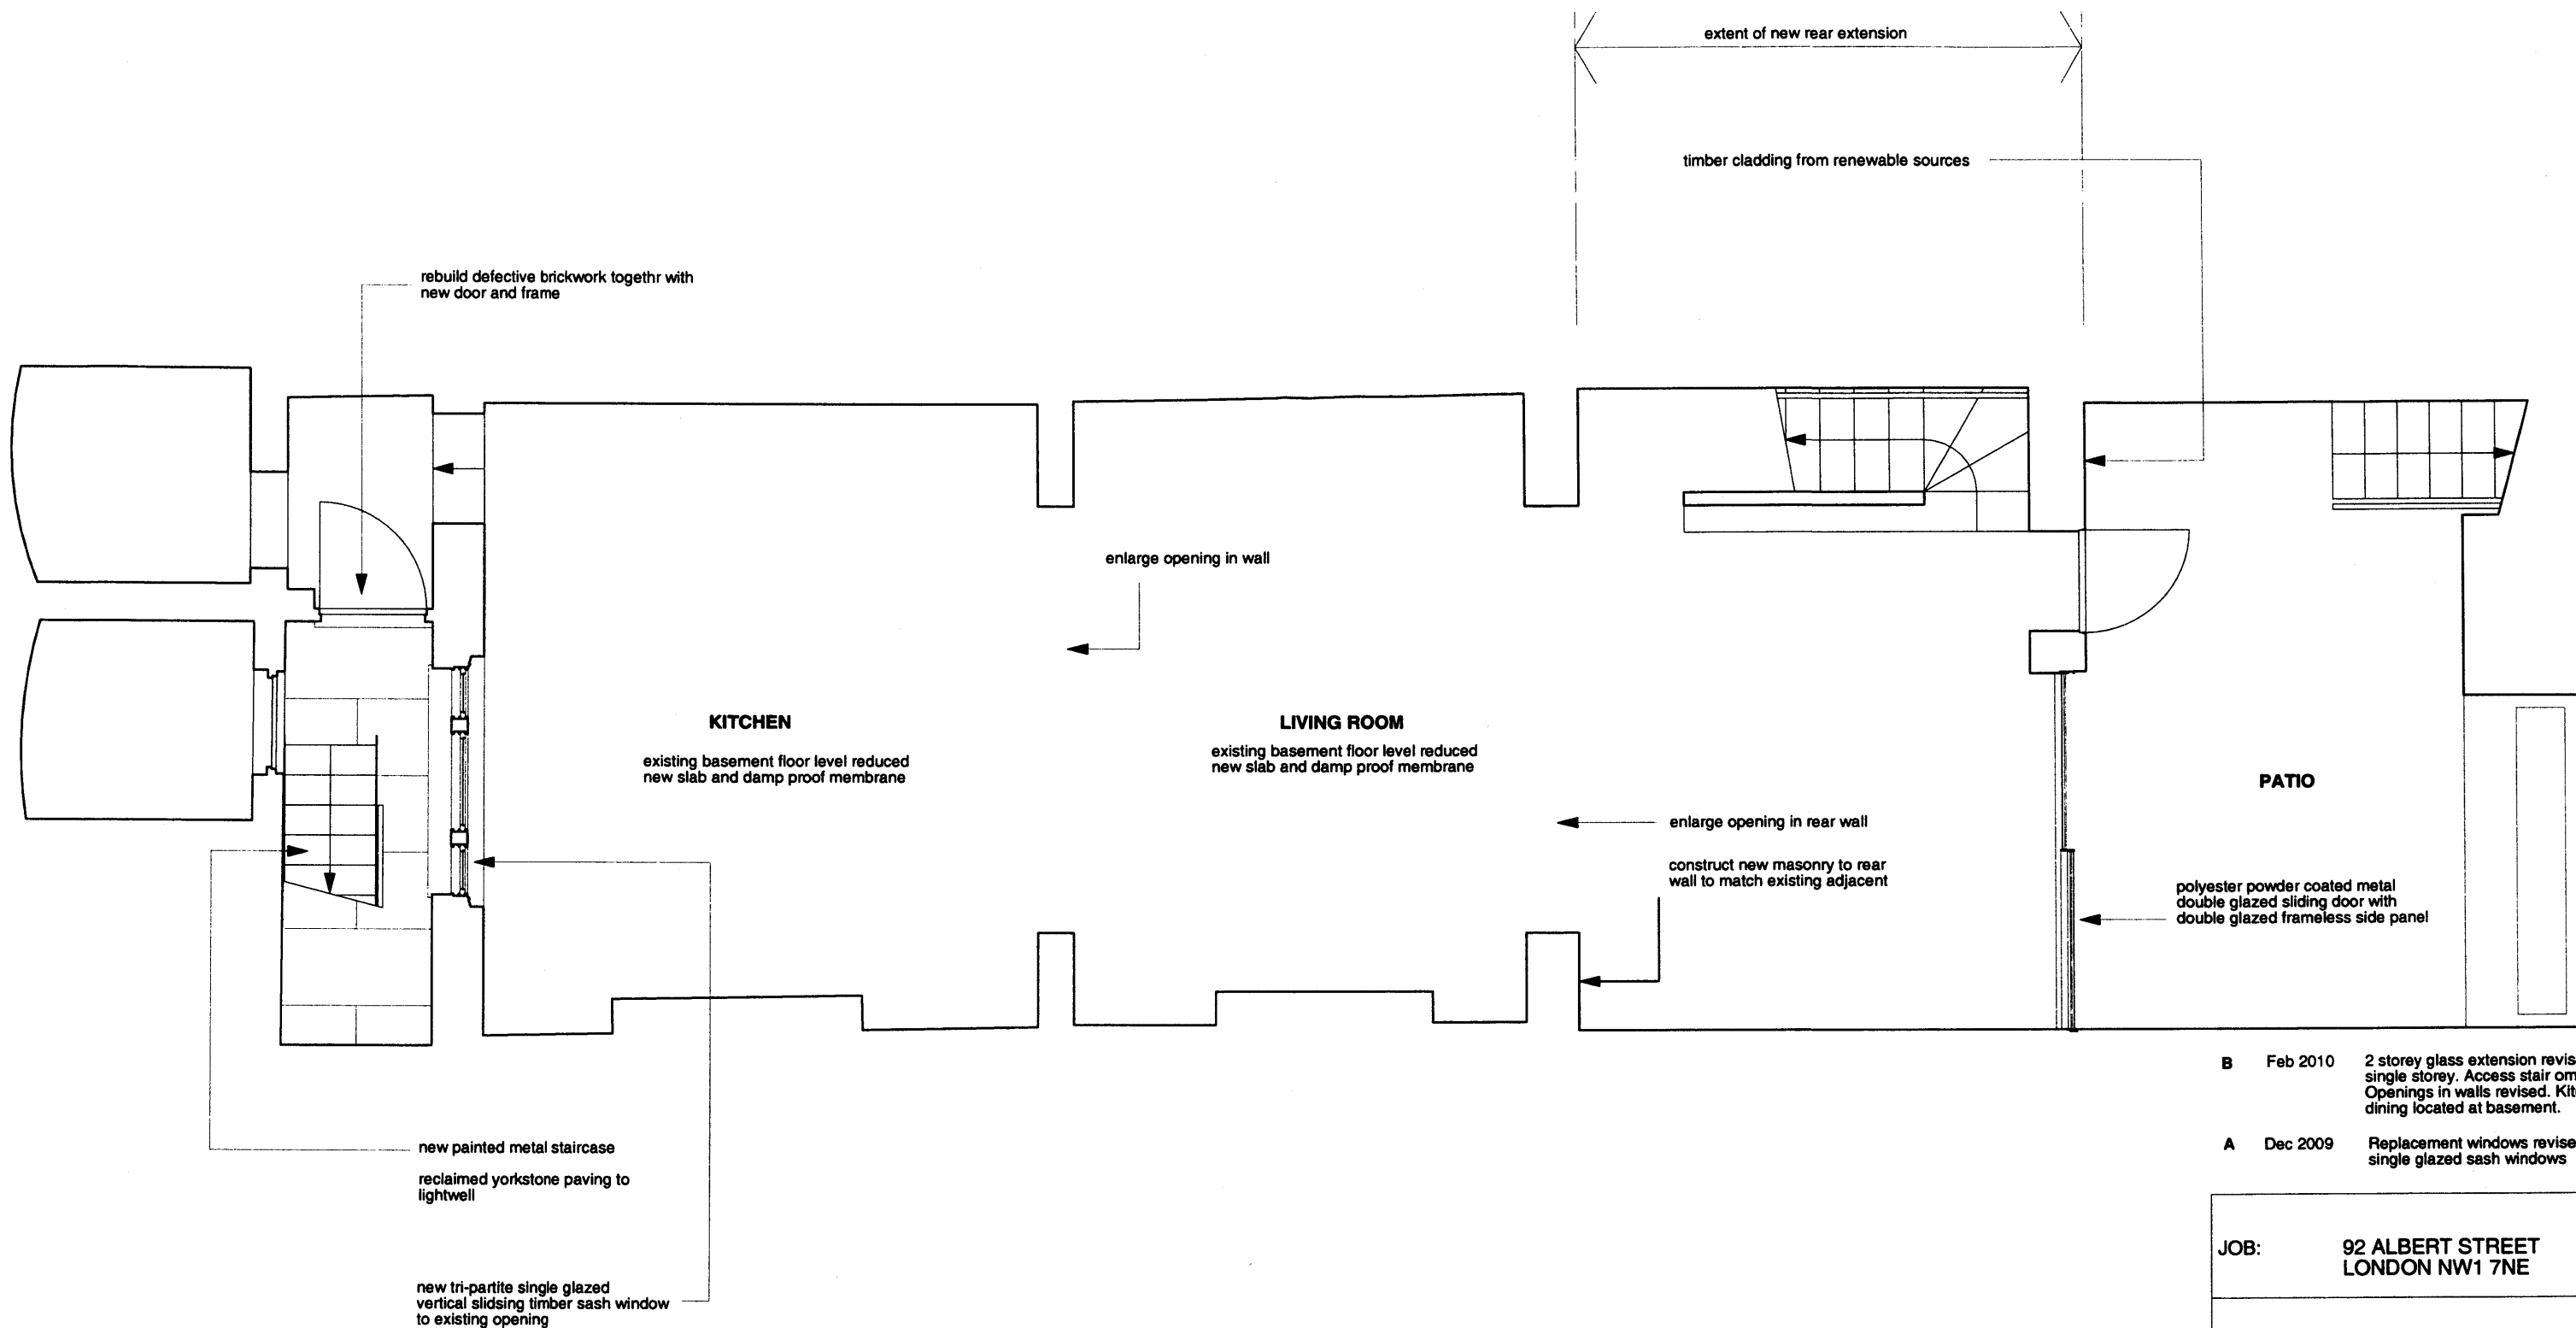 extent of new rear extension
timber cladding from renewable sources
rebuild defective brickwork togethr with
new door and frame
enlarge opening in wall
KITCHEN
existing basement floor level reduced
new slab and damp proof membrane
LIVING ROOM
existing basement floor level reduced
new slab and damp proof membrane
PATIO
enlarge opening in rear wall
construct new masonry to rear
wall to match existing adjacent
polyester powder coated metal
double glazed sliding door with
double glazed frameless side panel
B Feb 2010 2 storey glass extension revis
single storey. Access stair om
Openings in walls revised. Kit
dining located at basement.
A Dec 2009 Replacement windows revise
single glazed sash windows
new painted metal staircase
reclaimed yorkstone paving to
lightwell
new tri-partite single glazed
vertical slidsing timber sash window
to existing opening
JOB: 92 ALBERT STREET
LONDON NW1 7NE